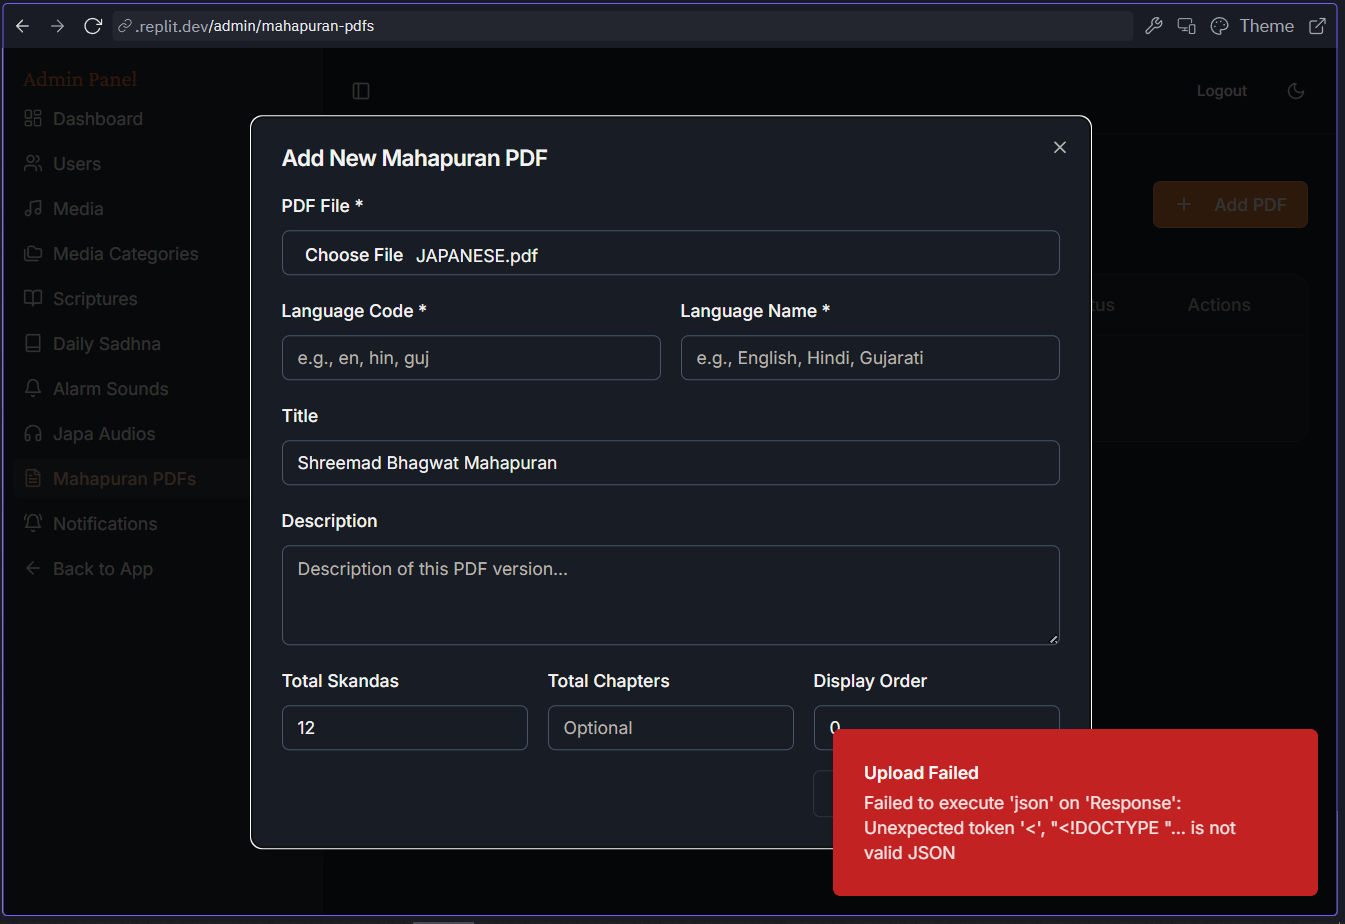 .replit.dev/admin/mahapuran-pdfs
Theme
Admin Panel
Logout
Dashboard
Users
Media
Media Categories
Scriptures
Daily Sadhna
Alarm Sounds
Japa Audios
Mahapuran PDFs
Notifications
Back to App
+ Add PDF
tus
Actions
Add New Mahapuran PDF
PDF File *
Choose File JAPANESE.pdf
Language Code *
Language Name *
e.g., en, hin, guj
e.g., English, Hindi, Gujarati
Title
Shreemad Bhagwat Mahapuran
Description
Description of this PDF version...
Total Skandas
Total Chapters
Display Order
12
Optional
0
Upload Failed
Failed to execute 'json' on 'Response':
Unexpected token '<', "<!DOCTYPE "... is not
valid JSON